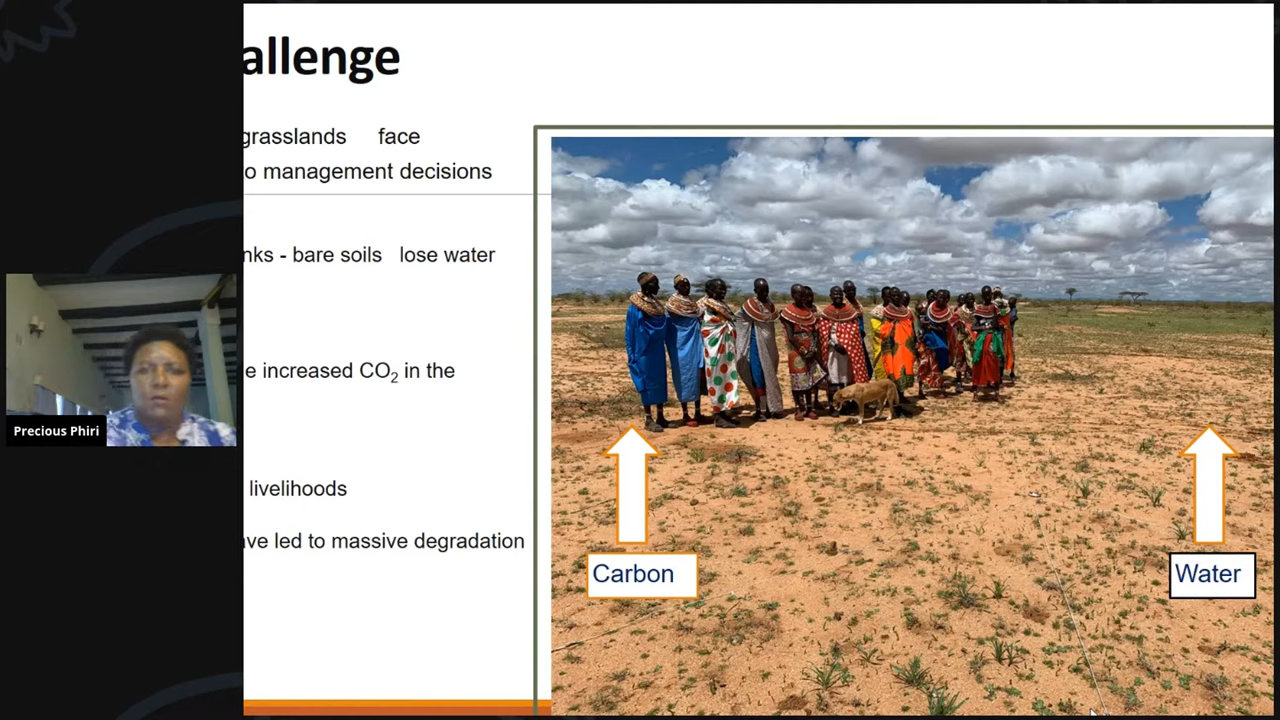 allenge
grasslands face
o management decisions
nks - bare soils lose water
e increased CO₂ in the
livelihoods
ve led to massive degradation
Carbon
Water
Precious Phiri